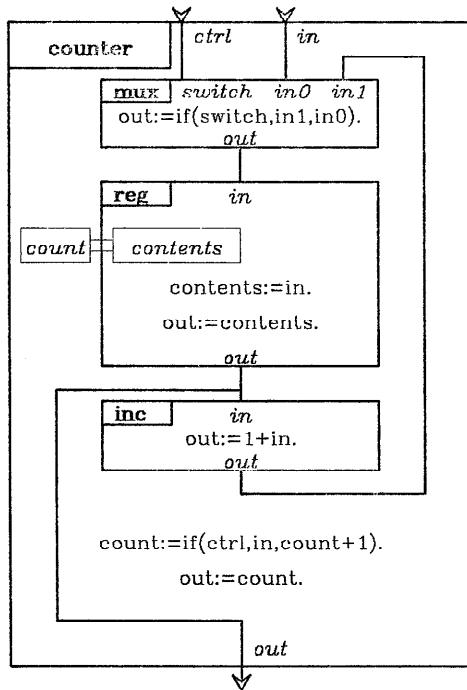 ctrl in
counter
mux switch in0 in1
out:=if(switch,in1,in0).
out
reg in
count contents
contents:=in.
out:=contents.
out
inc in
out:=1+in.
out
count:=if(ctrl,in,count+1).
out:=count.
out